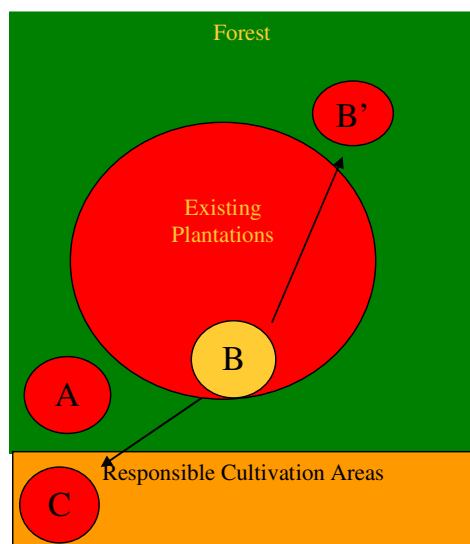 Forest
B’
Existing
Plantations
B
A
Responsible Cultivation Areas
C